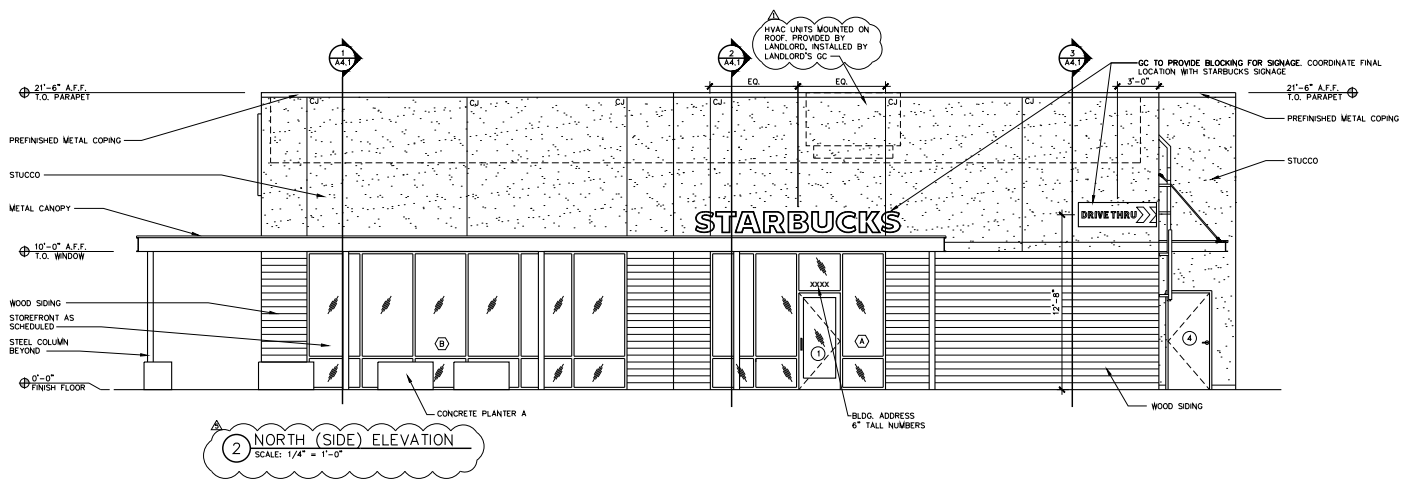 1
HVAC UNITS MOUNTED ON
ROOF. PROVIDED BY
LANDLORD, INSTALLED BY
LANDLORD'S GC
1
A4.1
2
A4.1
3
A4.1
GC TO PROVIDE BLOCKING FOR SIGNAGE. COORDINATE FINAL
LOCATION WITH STARBUCKS SIGNAGE
EQ.
EQ.
3'-0"
21'-6" A.F.F.
T.O. PARAPET
21'-6" A.F.F.
T.O. PARAPET
CJ
CJ
CJ
CJ
CJ
CJ
PREFINISHED METAL COPING
PREFINISHED METAL COPING
STUCCO
STUCCO
METAL CANOPY
STARBUCKS
DRIVE THRU
10'-0" A.F.F.
T.O. WINDOW
XXXX
12'-8"
WOOD SIDING
STOREFRONT AS
SCHEDULED
STEEL COLUMN
BEYOND
B
1
A
4
0'-0"
FINISH FLOOR
CONCRETE PLANTER A
BLDG. ADDRESS
6" TALL NUMBERS
WOOD SIDING
2
NORTH (SIDE) ELEVATION
SCALE: 1/4" = 1'-0"